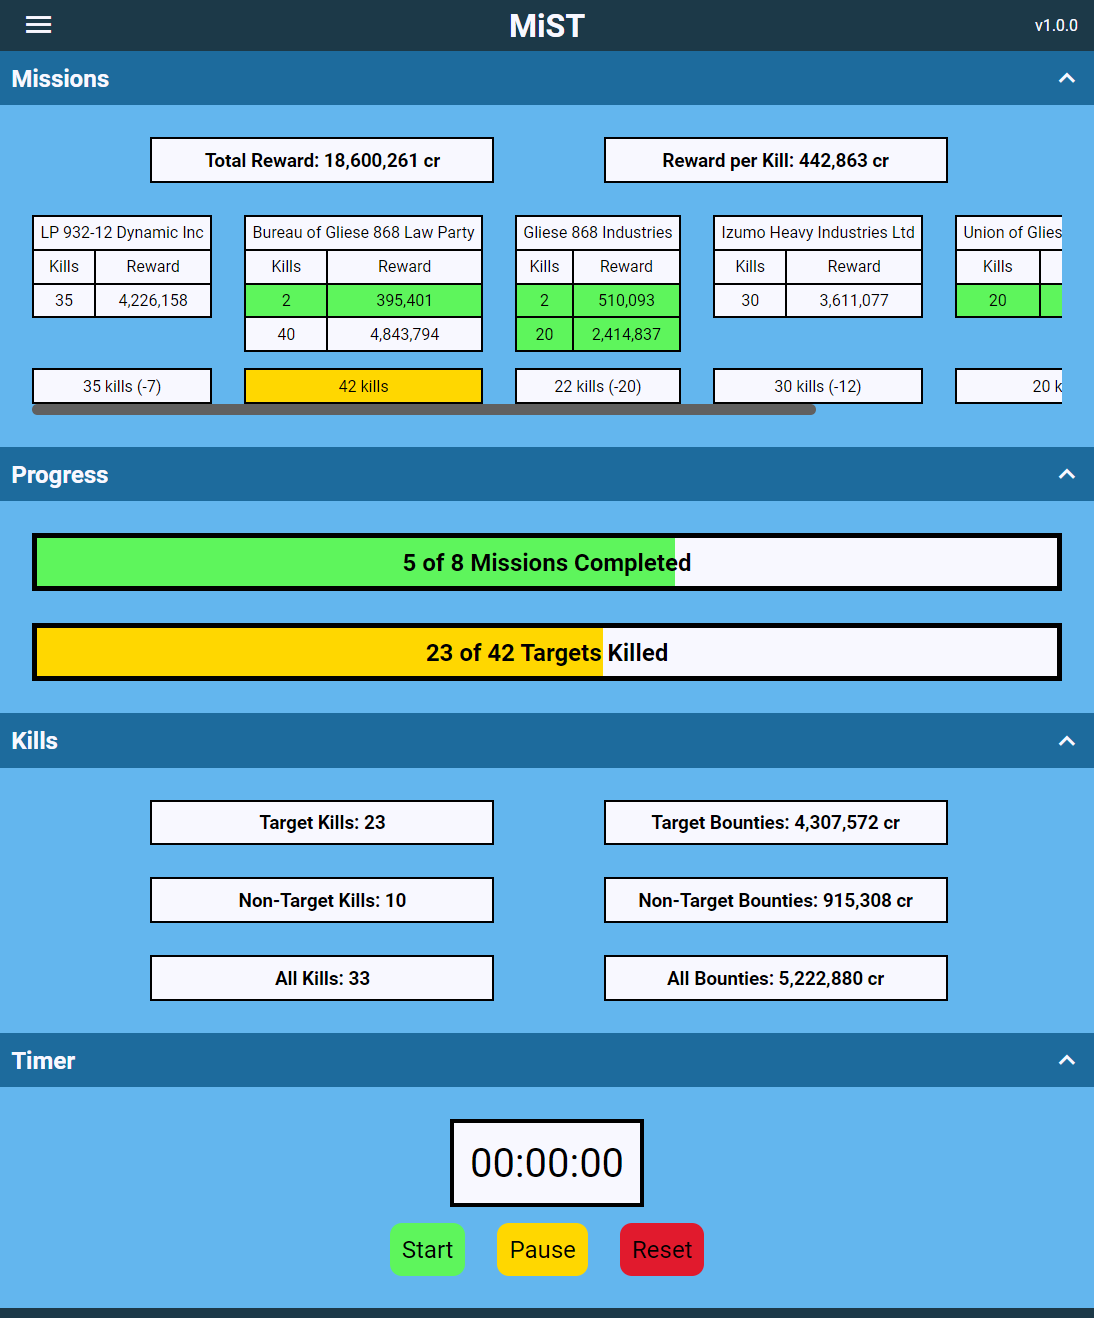 MiST
v1.0.0
Missions
Total Reward: 18,600,261 cr
Reward per Kill: 442,863 cr
LP 932-12 Dynamic Inc
Kills Reward
35 4,226,158
35 kills (-7)
Bureau of Gliese 868 Law Party
Kills Reward
2 395,401
40 4,843,794
42 kills
Gliese 868 Industries
Kills Reward
2 510,093
20 2,414,837
22 kills (-20)
Izumo Heavy Industries Ltd
Kills Reward
30 3,611,077
30 kills (-12)
Union of Glies
Kills
20
20 k
Progress
5 of 8 Missions Completed
23 of 42 Targets Killed
Kills
Target Kills: 23
Target Bounties: 4,307,572 cr
Non-Target Kills: 10
Non-Target Bounties: 915,308 cr
All Kills: 33
All Bounties: 5,222,880 cr
Timer
00:00:00
Start Pause Reset